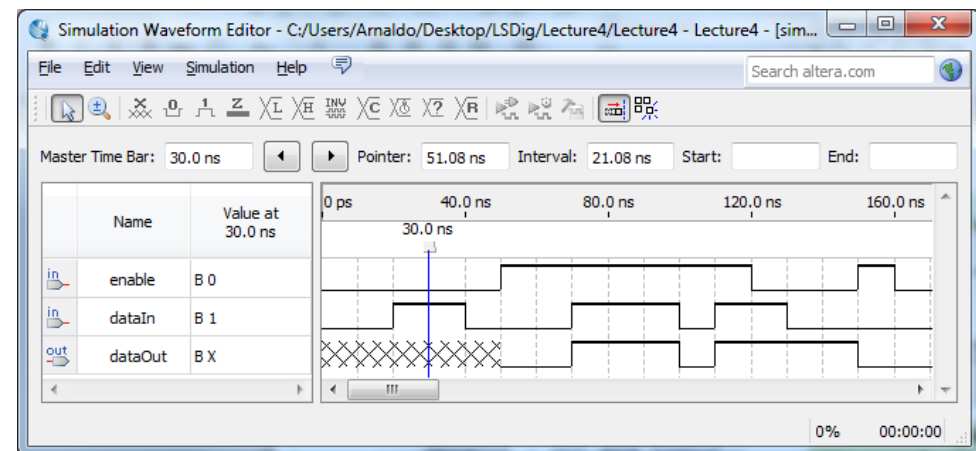 Simulation Waveform Editor - C:/Users/Arnaldo/Desktop/LSDig/Lecture4/Lecture4 - Lecture4 - [sim...
File Edit View Simulation Help
Search altera.com
Master Time Bar: 30.0 ns Pointer: 51.08 ns Interval: 21.08 ns Start: End:
Name Value at 30.0 ns
0 ps 40.0 ns 80.0 ns 120.0 ns 160.0 ns
30.0 ns
in enable B 0
in dataIn B 1
out dataOut B X
0% 00:00:00